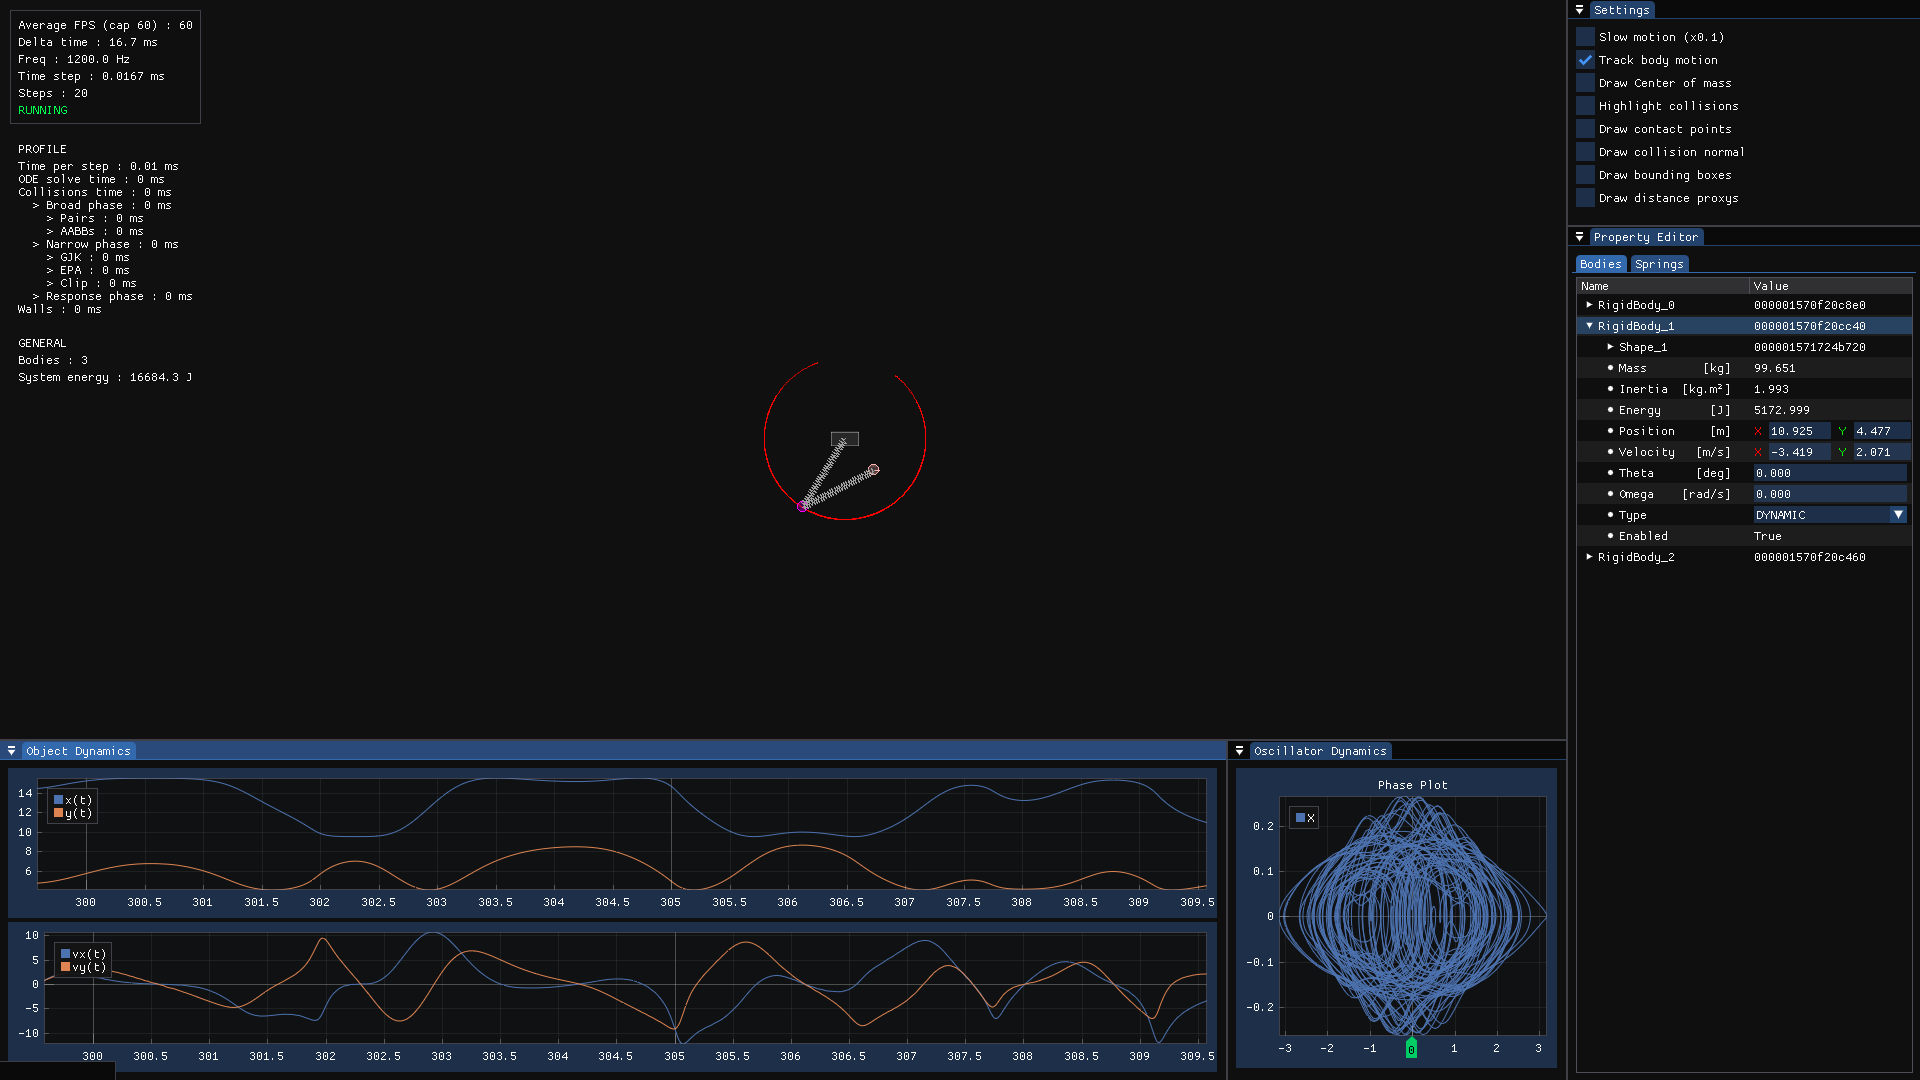 Average FPS (cap 60) : 60
Delta time : 16.7 ms
Freq : 1200.0 Hz
Time step : 0.0167 ms
Steps : 20
RUNNING
PROFILE
Time per step : 0.01 ms
ODE solve time : 0 ms
Collisions time : 0 ms
> Broad phase : 0 ms
> Pairs : 0 ms
> AABBs : 0 ms
> Narrow phase : 0 ms
> GJK : 0 ms
> EPA : 0 ms
> Clip : 0 ms
> Response phase : 0 ms
Walls : 0 ms
GENERAL
Bodies : 3
System energy : 16684.3 J
Settings
Slow motion (x0.1)
Track body motion
Draw Center of mass
Highlight collisions
Draw contact points
Draw collision normal
Draw bounding boxes
Draw distance proxys
Property Editor
Bodies Springs
Name Value
RigidBody_0 000001570f20c8e0
RigidBody_1 000001570f20cc40
Shape_1 000001571724b720
Mass [kg] 99.651
Inertia [kg.m²] 1.993
Energy [J] 5172.999
Position [m] X 10.925 Y 4.477
Velocity [m/s] X -3.419 Y 2.071
Theta [deg] 0.000
Omega [rad/s] 0.000
Type DYNAMIC
Enabled True
RigidBody_2 000001570f20c460
Object Dynamics
x(t)
y(t)
14
12
10
8
6
300 300.5 301 301.5 302 302.5 303 303.5 304 304.5 305 305.5 306 306.5 307 307.5 308 308.5 309 309.5
vx(t)
vy(t)
10
5
0
-5
-10
300 300.5 301 301.5 302 302.5 303 303.5 304 304.5 305 305.5 306 306.5 307 307.5 308 308.5 309 309.5
Oscillator Dynamics
Phase Plot
X
0.2
0.1
0
-0.1
-0.2
-3 -2 -1 0 1 2 3